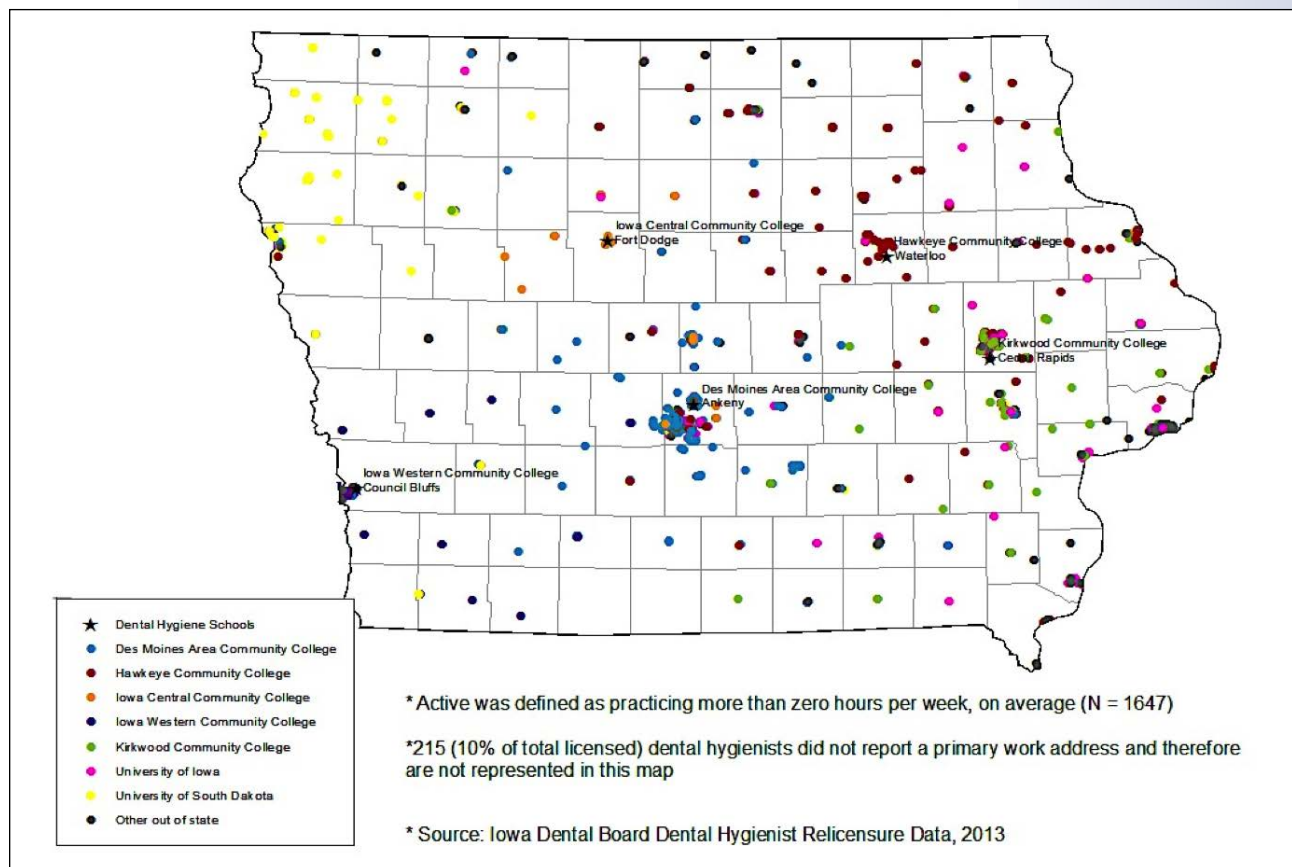 Iowa Central Community College
Fort Dodge
Hawkeye Community College
Waterloo
Kirkwood Community College
Cedar Rapids
Des Moines Area Community College
Ankeny
Iowa Western Community College
Council Bluffs
Dental Hygiene Schools
Des Moines Area Community College
Hawkeye Community College
Iowa Central Community College
Iowa Western Community College
Kirkwood Community College
University of Iowa
University of South Dakota
Other out of state
* Active was defined as practicing more than zero hours per week, on average (N = 1647)
*215 (10% of total licensed) dental hygienists did not report a primary work address and therefore
are not represented in this map
* Source: Iowa Dental Board Dental Hygienist Relicensure Data, 2013